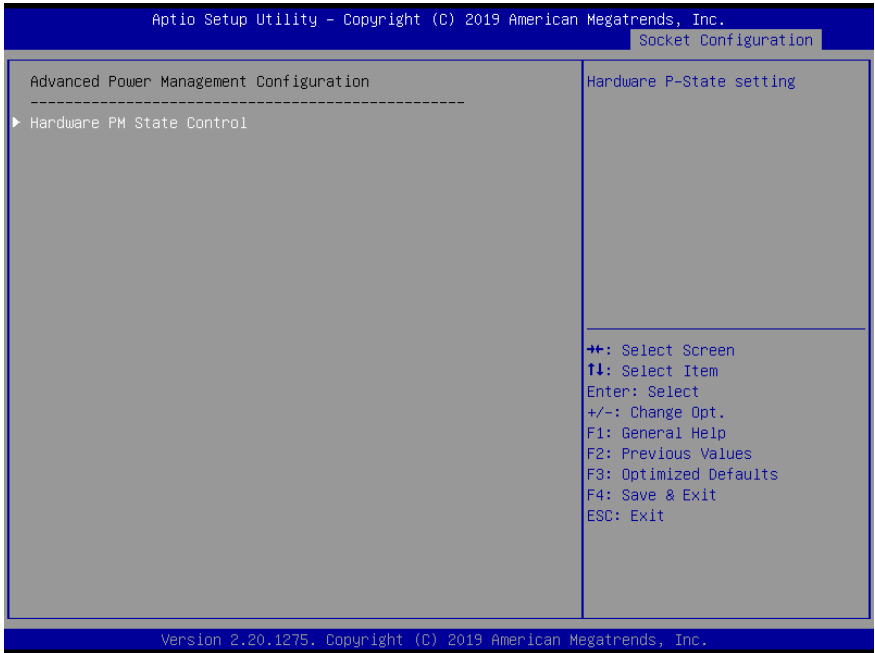 Aptio Setup Utility – Copyright (C) 2019 American Megatrends, Inc.
Socket Configuration
Advanced Power Management Configuration
--------------------------------------------------
▶ Hardware PM State Control
Hardware P-State setting
→←: Select Screen
↑↓: Select Item
Enter: Select
+/-: Change Opt.
F1: General Help
F2: Previous Values
F3: Optimized Defaults
F4: Save & Exit
ESC: Exit
Version 2.20.1275. Copyright (C) 2019 American Megatrends, Inc.